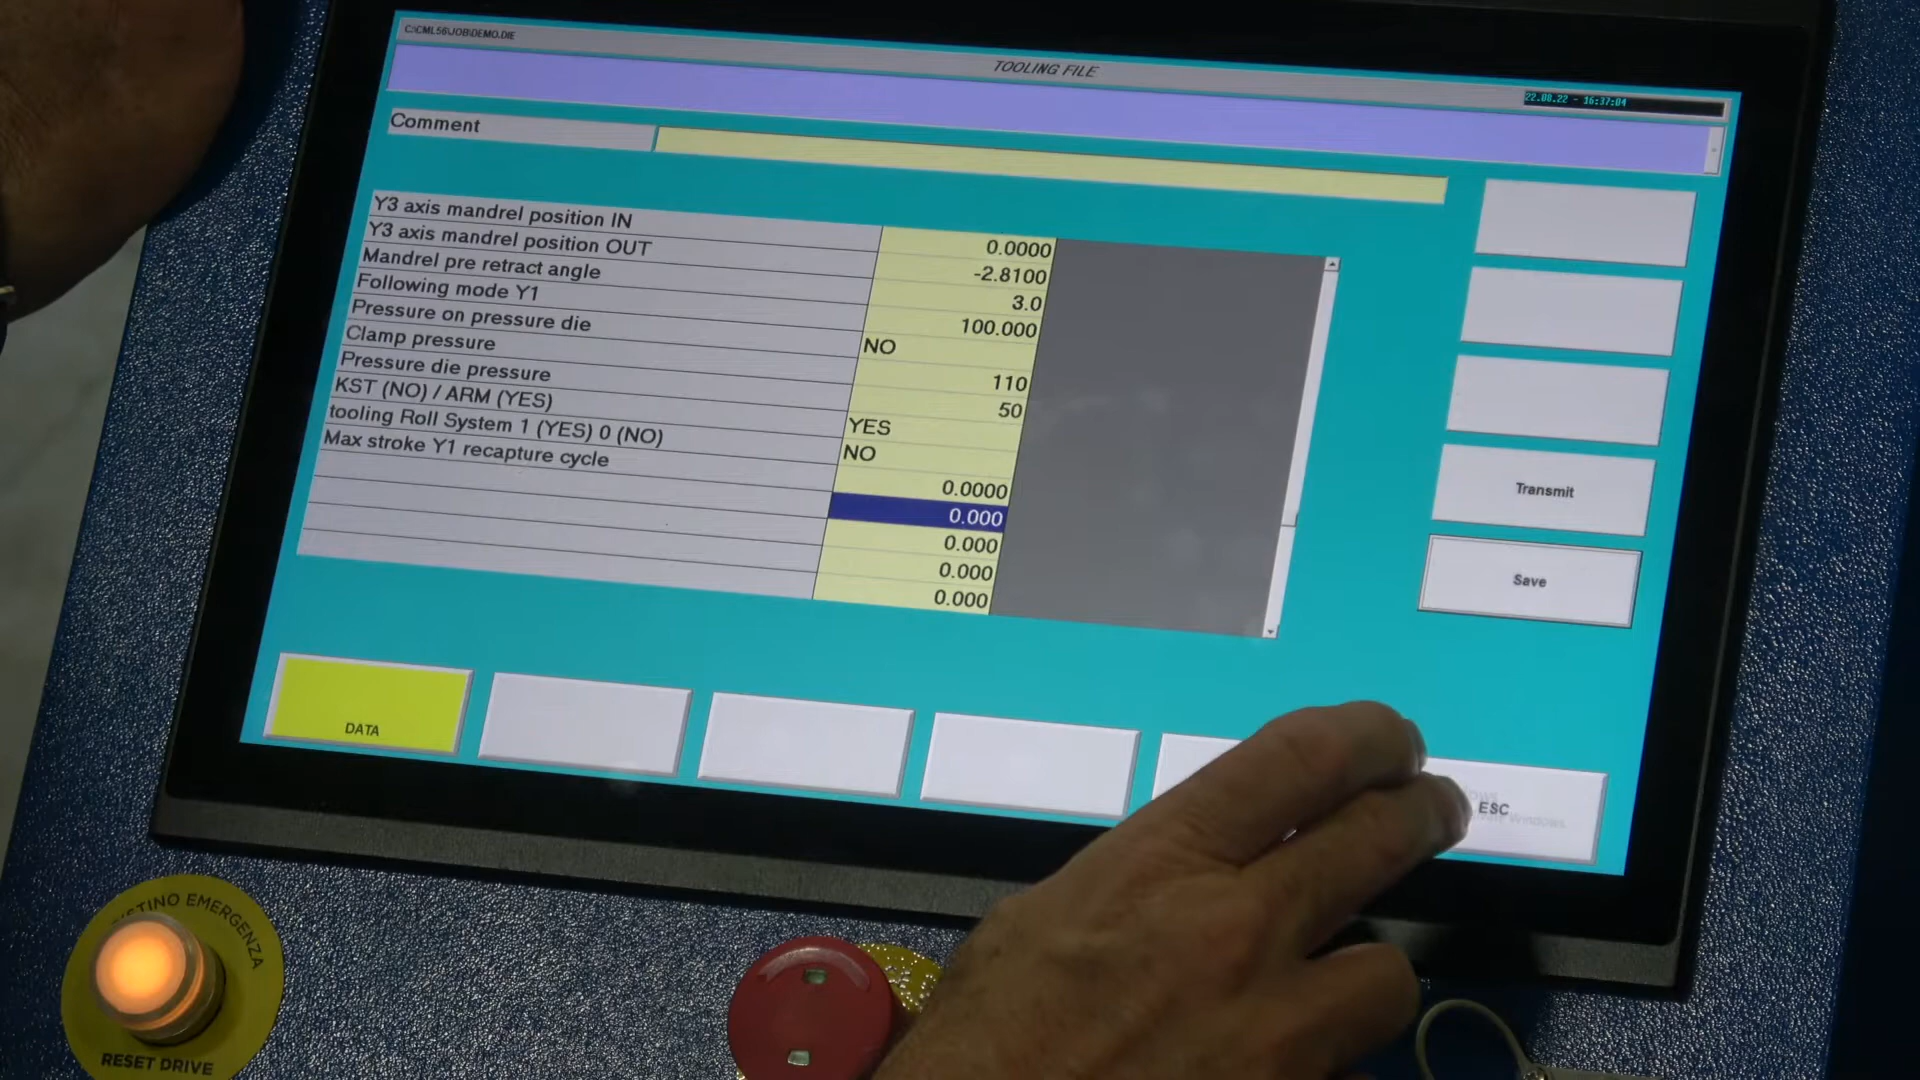 C:\CML56\JOB\DEMO.DIE
TOOLING FILE
22.08.22 - 16:37:04
Comment
Y3 axis mandrel position IN 0.0000
Y3 axis mandrel position OUT -2.8100
Mandrel pre retract angle 3.0
Following mode Y1 100.000
Pressure on pressure die NO
Clamp pressure 110
Pressure die pressure 50
KST (NO) / ARM (YES) YES
tooling Roll System 1 (YES) 0 (NO) NO
Max stroke Y1 recapture cycle 0.0000
0.000
0.000
0.000
0.000
Transmit
Save
DATA
ESC
EMERGENZA
RESET DRIVE